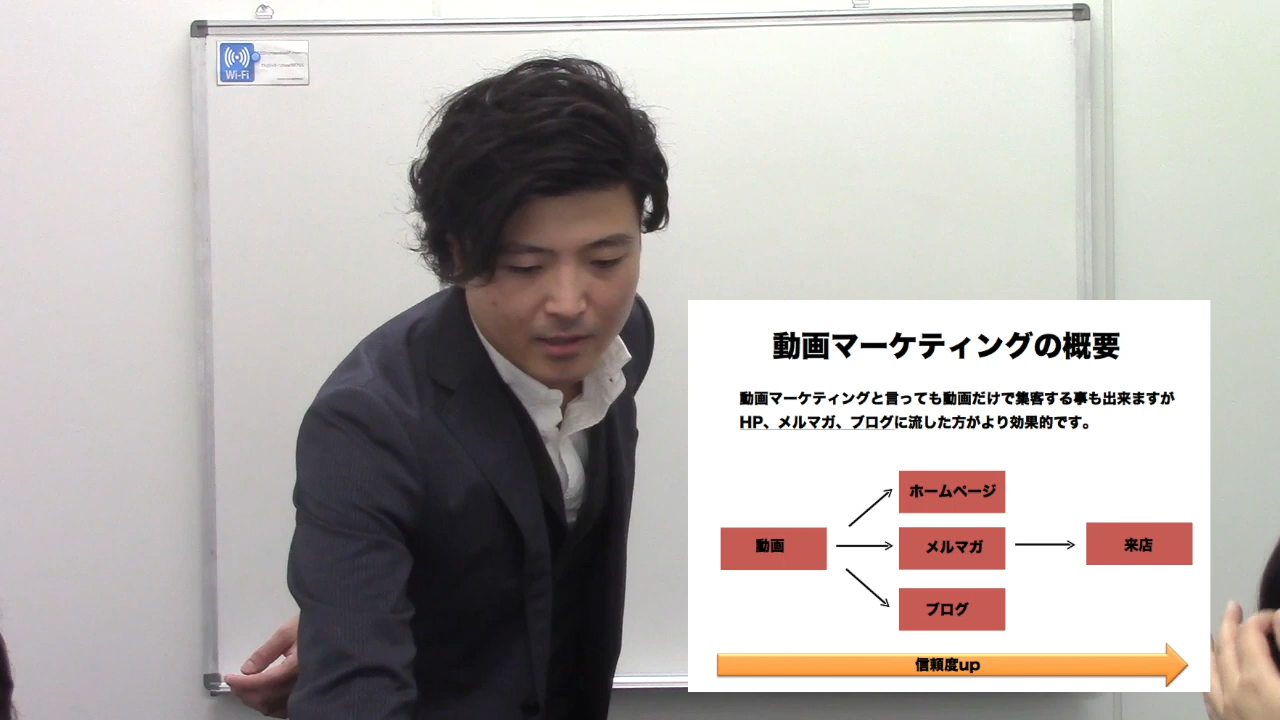 Wi-Fi
動画マーケティングの概要
動画マーケティングと言っても動画だけで集客する事も出来ますが
HP、メルマガ、ブログに流した方がより効果的です。
ホームページ
動画
メルマガ
来店
ブログ
信頼度up